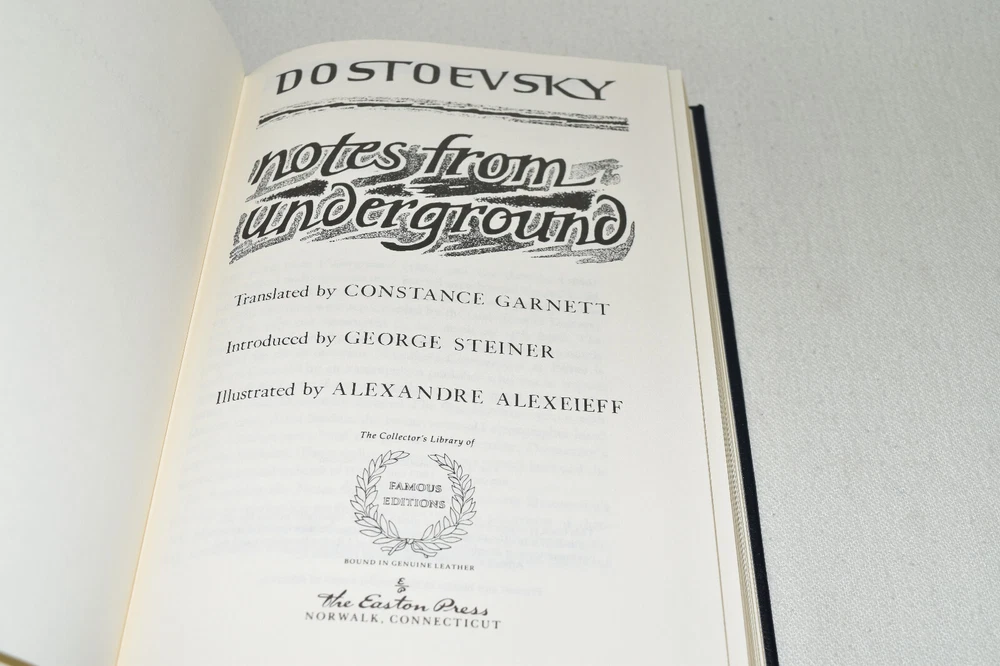 DOSTOEVSKY
notes from
underground
Translated by CONSTANCE GARNETT
Introduced by GEORGE STEINER
Illustrated by ALEXANDRE ALEXEIEFF
The Collector's Library of
FAMOUS
EDITIONS
BOUND IN GENUINE LEATHER
The Easton Press
NORWALK, CONNECTICUT